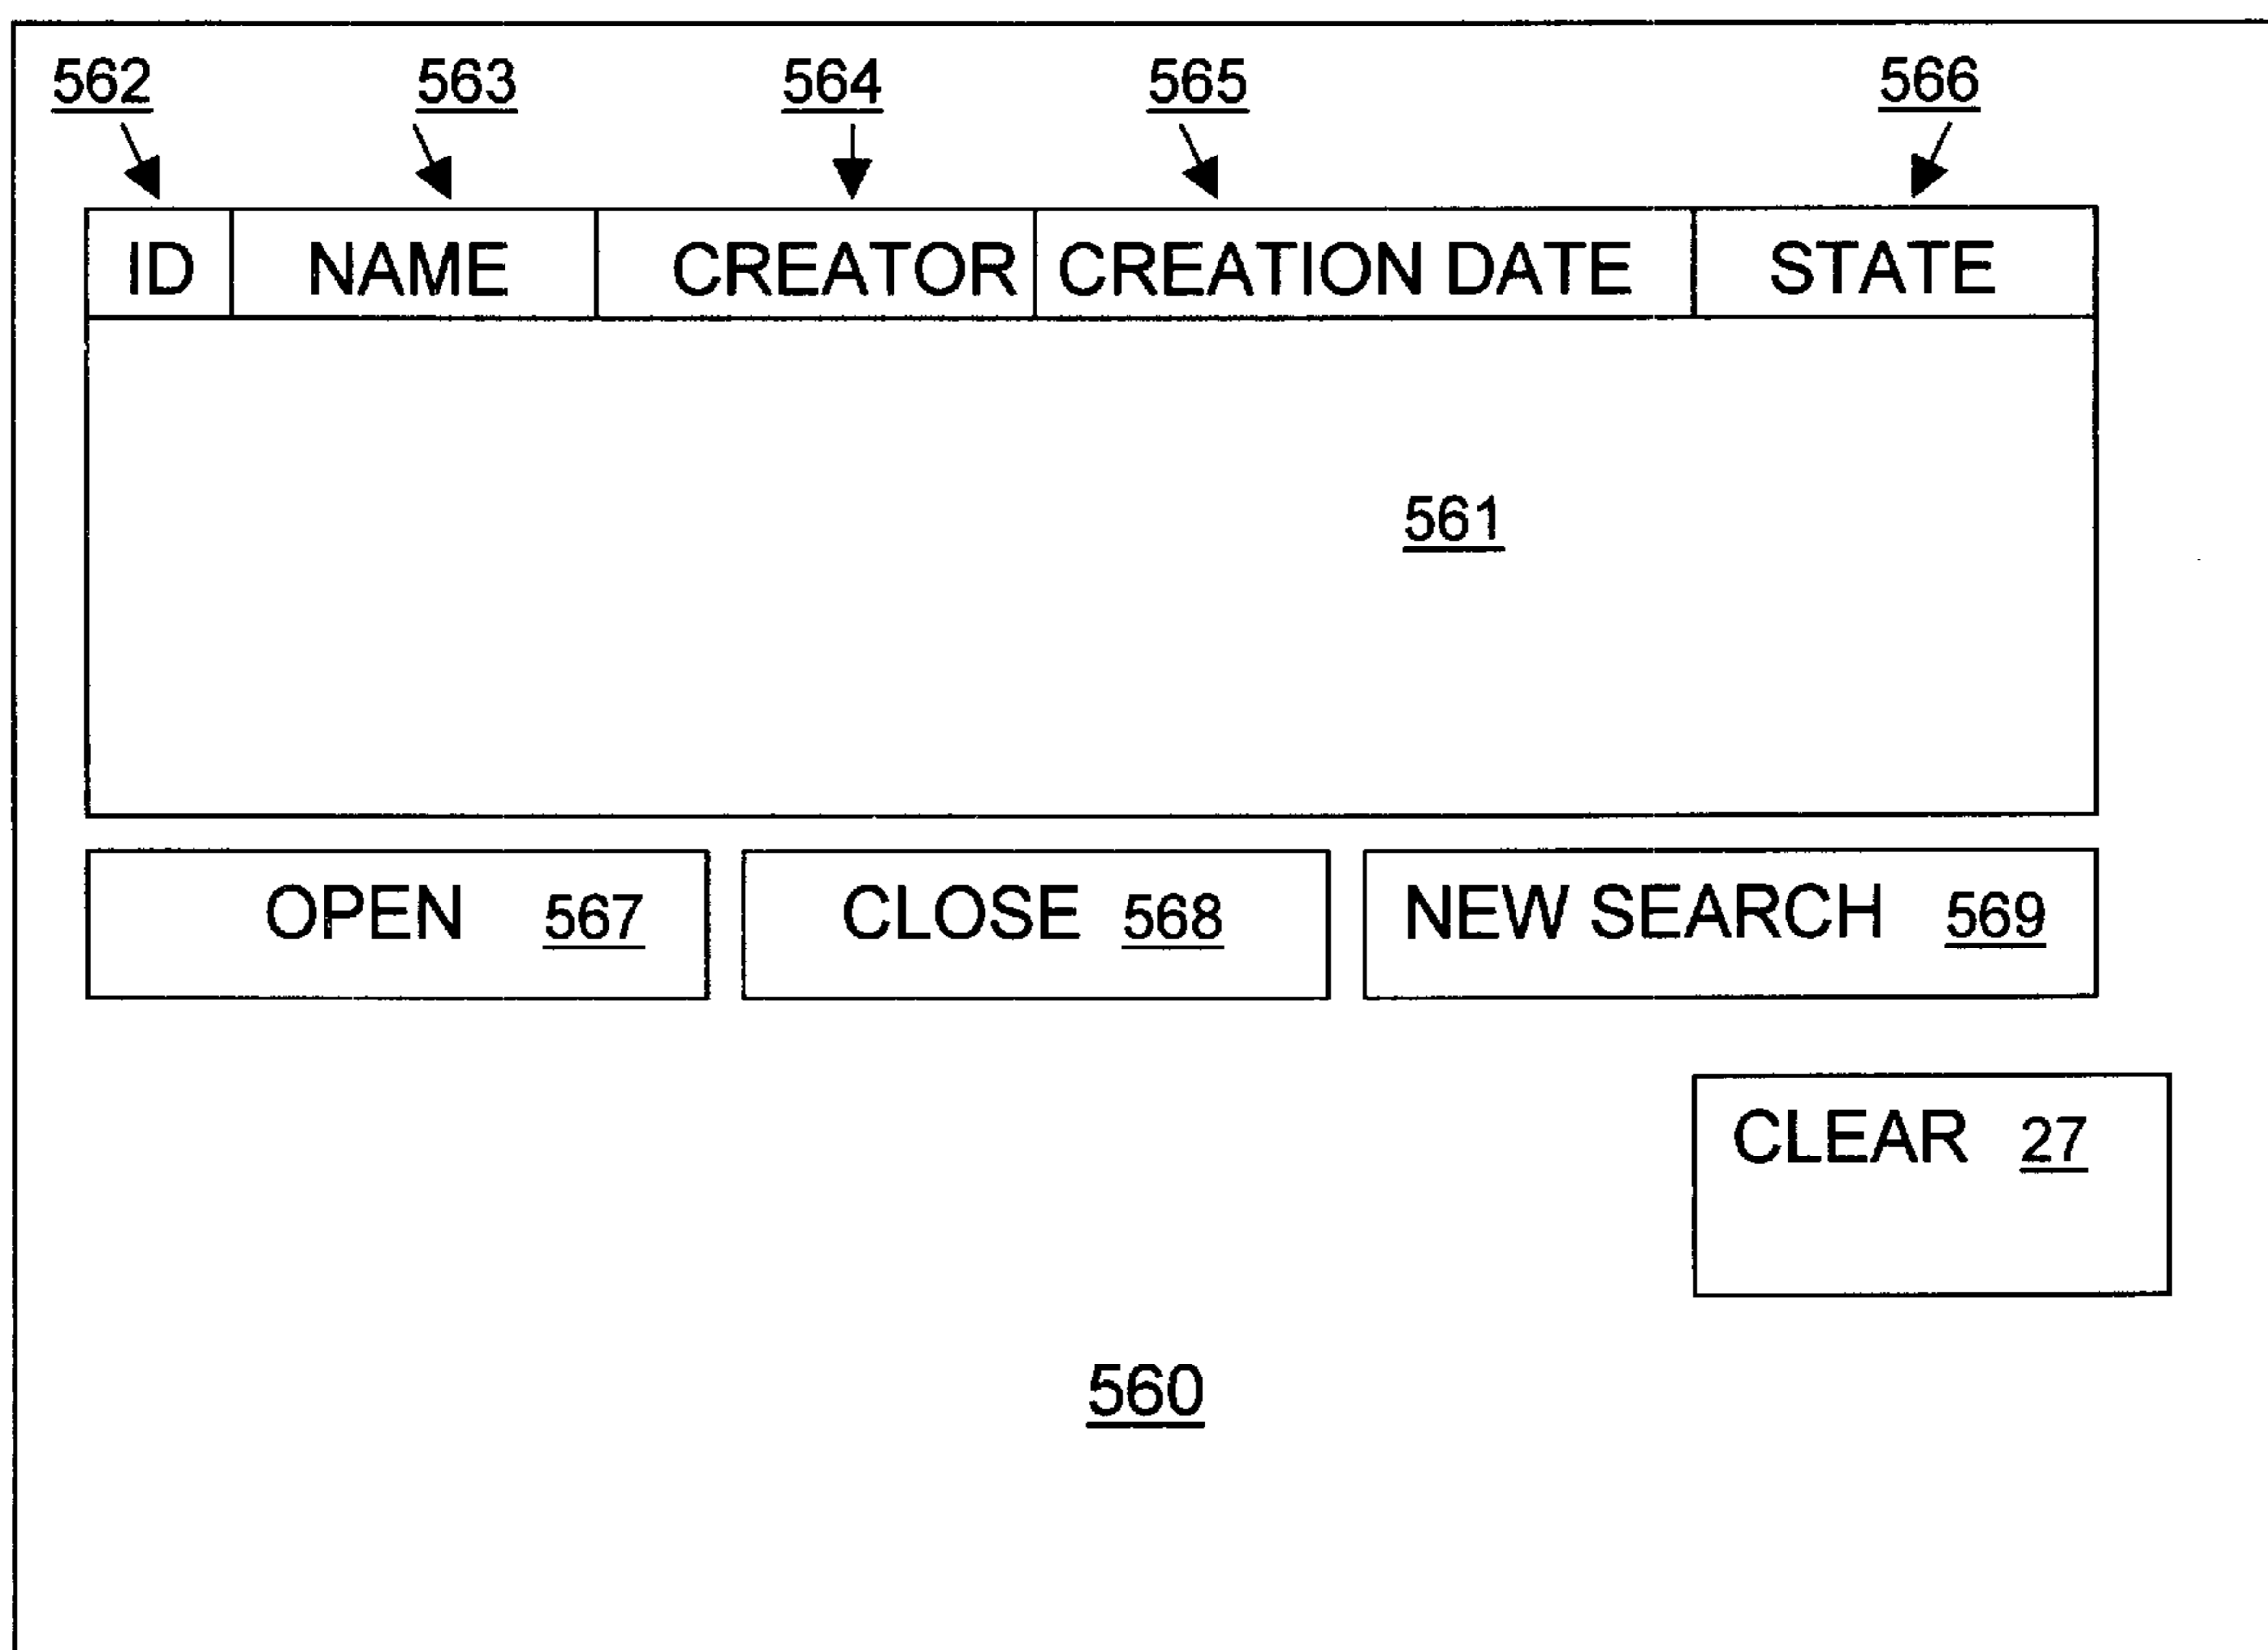 562 563 564 565 566
ID NAME CREATOR CREATION DATE STATE
561
OPEN 567 CLOSE 568 NEW SEARCH 569
CLEAR 27
560